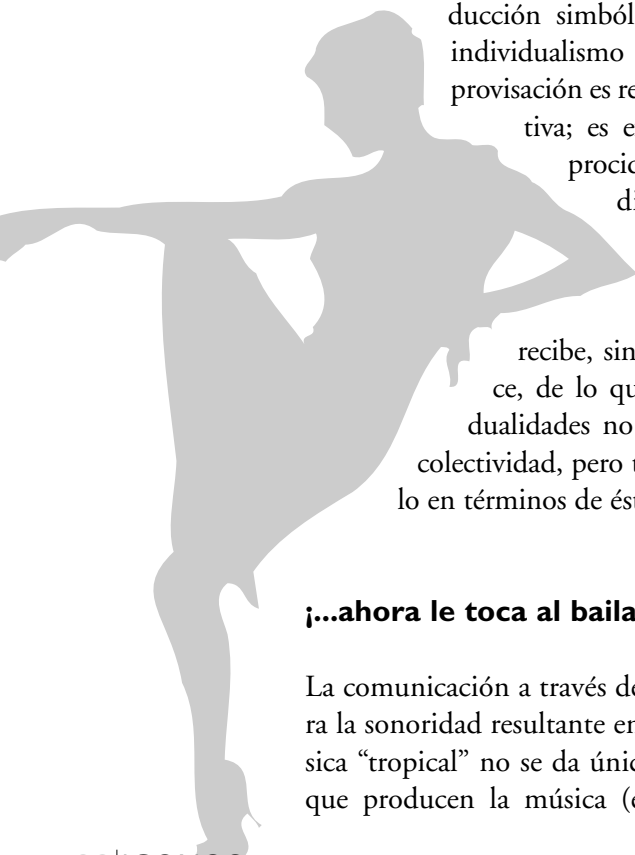 ducción simból
individualismo
provisación es re
tiva; es e
procid
di
recibe, sin
ce, de lo qu
dualidades no
colectividad, pero t
lo en términos de ést
¡...ahora le toca al baila
La comunicación a través de
ra la sonoridad resultante en
sica “tropical” no se da únic
que producen la música (e